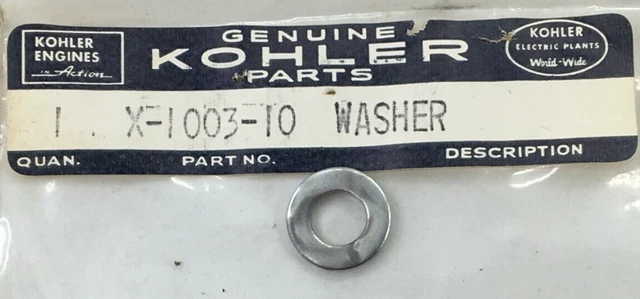 KOHLER
ENGINES
in Action
GENUINE
KOHLER
PARTS
KOHLER
ELECTRIC PLANTS
World-Wide
1 X-1003-10 WASHER
QUAN. PART NO. DESCRIPTION